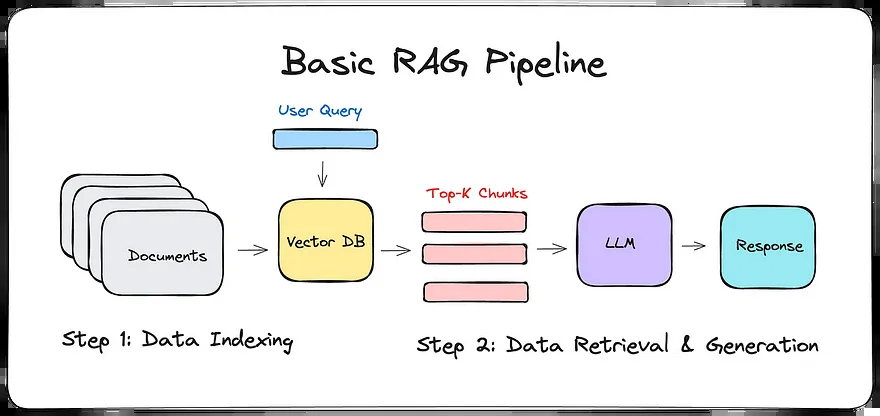 Basic RAG Pipeline
User Query
Top-K Chunks
Documents
Vector DB
LLM
Response
Step 1: Data Indexing
Step 2: Data Retrieval & Generation